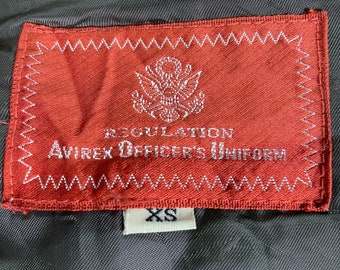 REGULATION
AVIREX OFFICER'S UNIFORM
XS